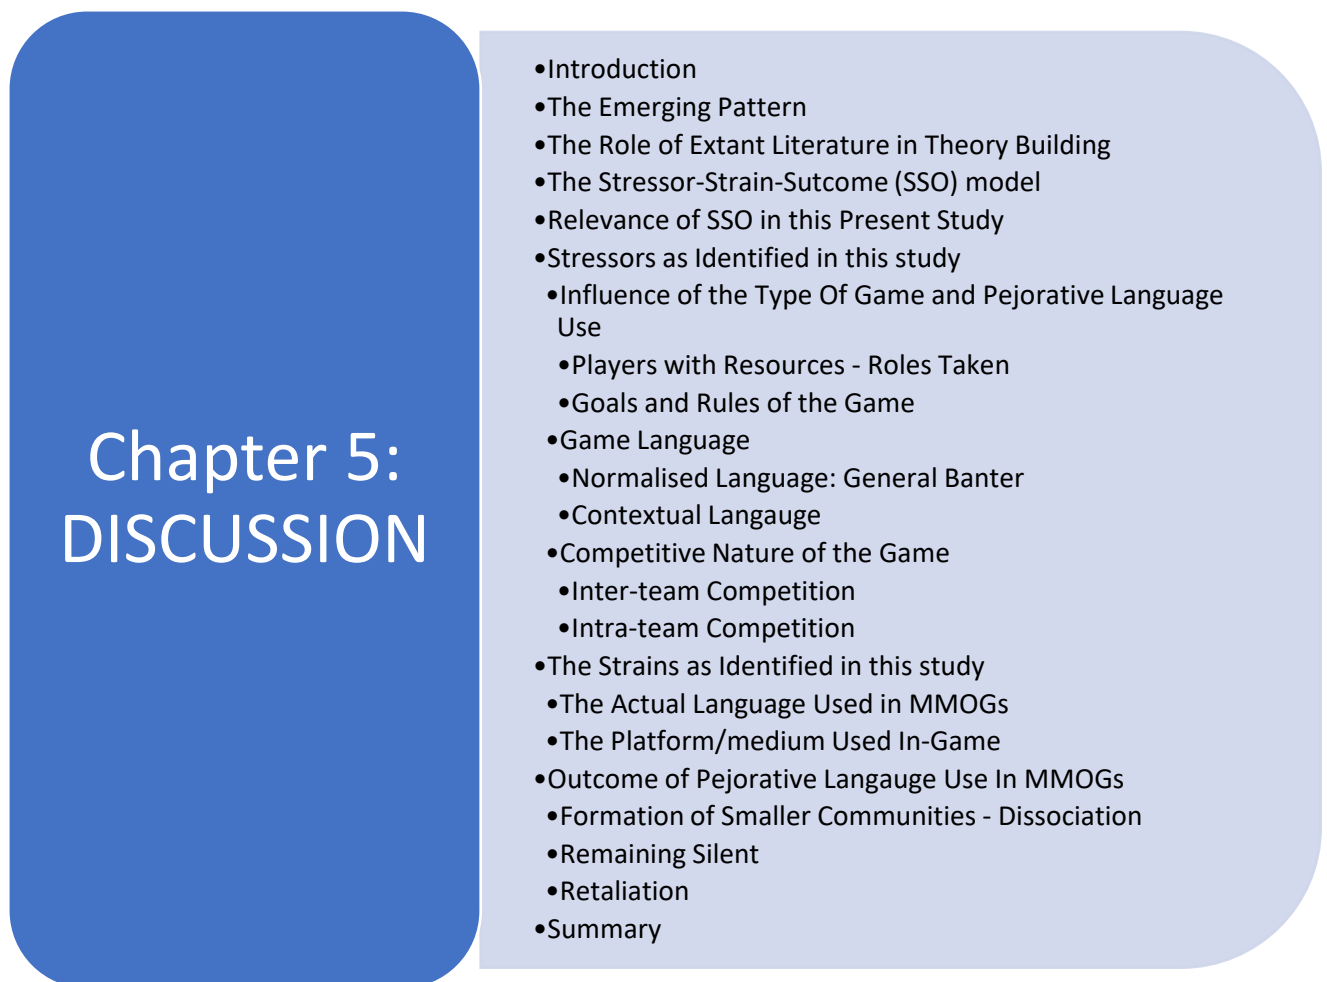 Chapter 5:
DISCUSSION
•Introduction
•The Emerging Pattern
•The Role of Extant Literature in Theory Building
•The Stressor-Strain-Sutcome (SSO) model
•Relevance of SSO in this Present Study
•Stressors as Identified in this study
•Influence of the Type Of Game and Pejorative Language
Use
•Players with Resources - Roles Taken
•Goals and Rules of the Game
•Game Language
•Normalised Language: General Banter
•Contextual Langauge
•Competitive Nature of the Game
•Inter-team Competition
•Intra-team Competition
•The Strains as Identified in this study
•The Actual Language Used in MMOGs
•The Platform/medium Used In-Game
•Outcome of Pejorative Langauge Use In MMOGs
•Formation of Smaller Communities - Dissociation
•Remaining Silent
•Retaliation
•Summary